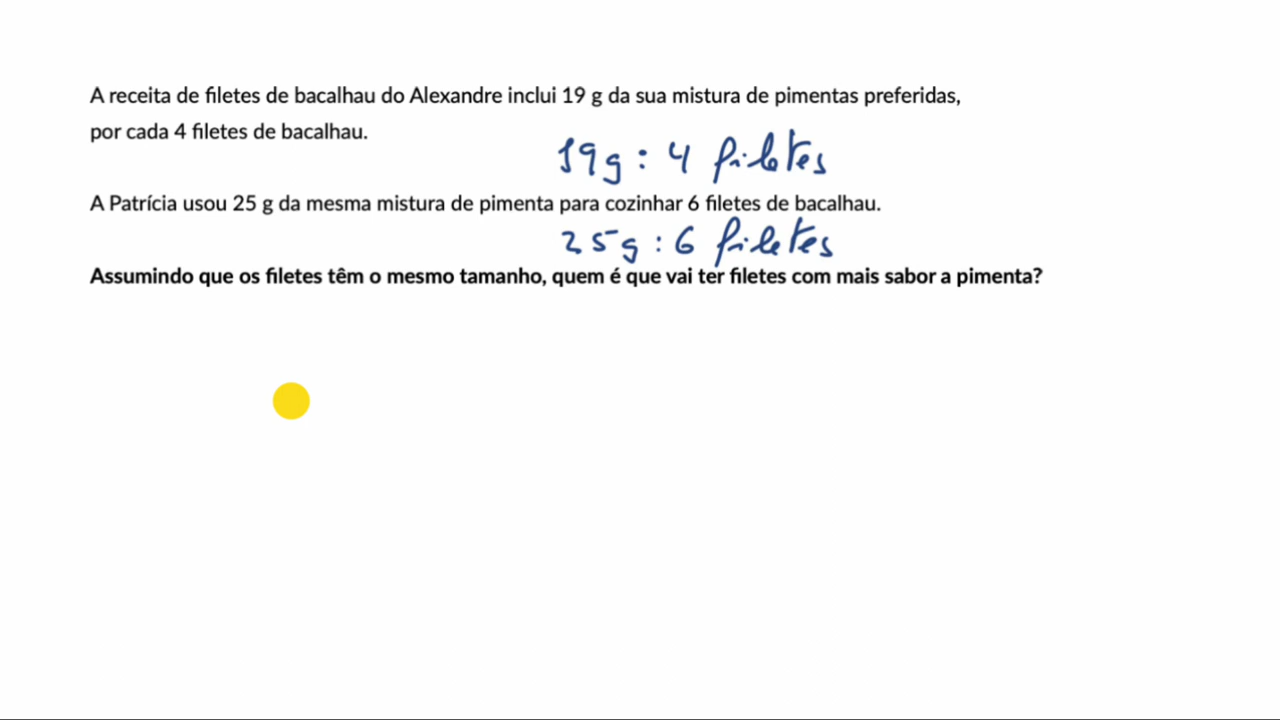 A receita de filetes de bacalhau do Alexandre inclui 19 g da sua mistura de pimentas preferidas,
por cada 4 filetes de bacalhau.
19g : 4 filetes
A Patrícia usou 25 g da mesma mistura de pimenta para cozinhar 6 filetes de bacalhau.
25g : 6 filetes
Assumindo que os filetes têm o mesmo tamanho, quem é que vai ter filetes com mais sabor a pimenta?